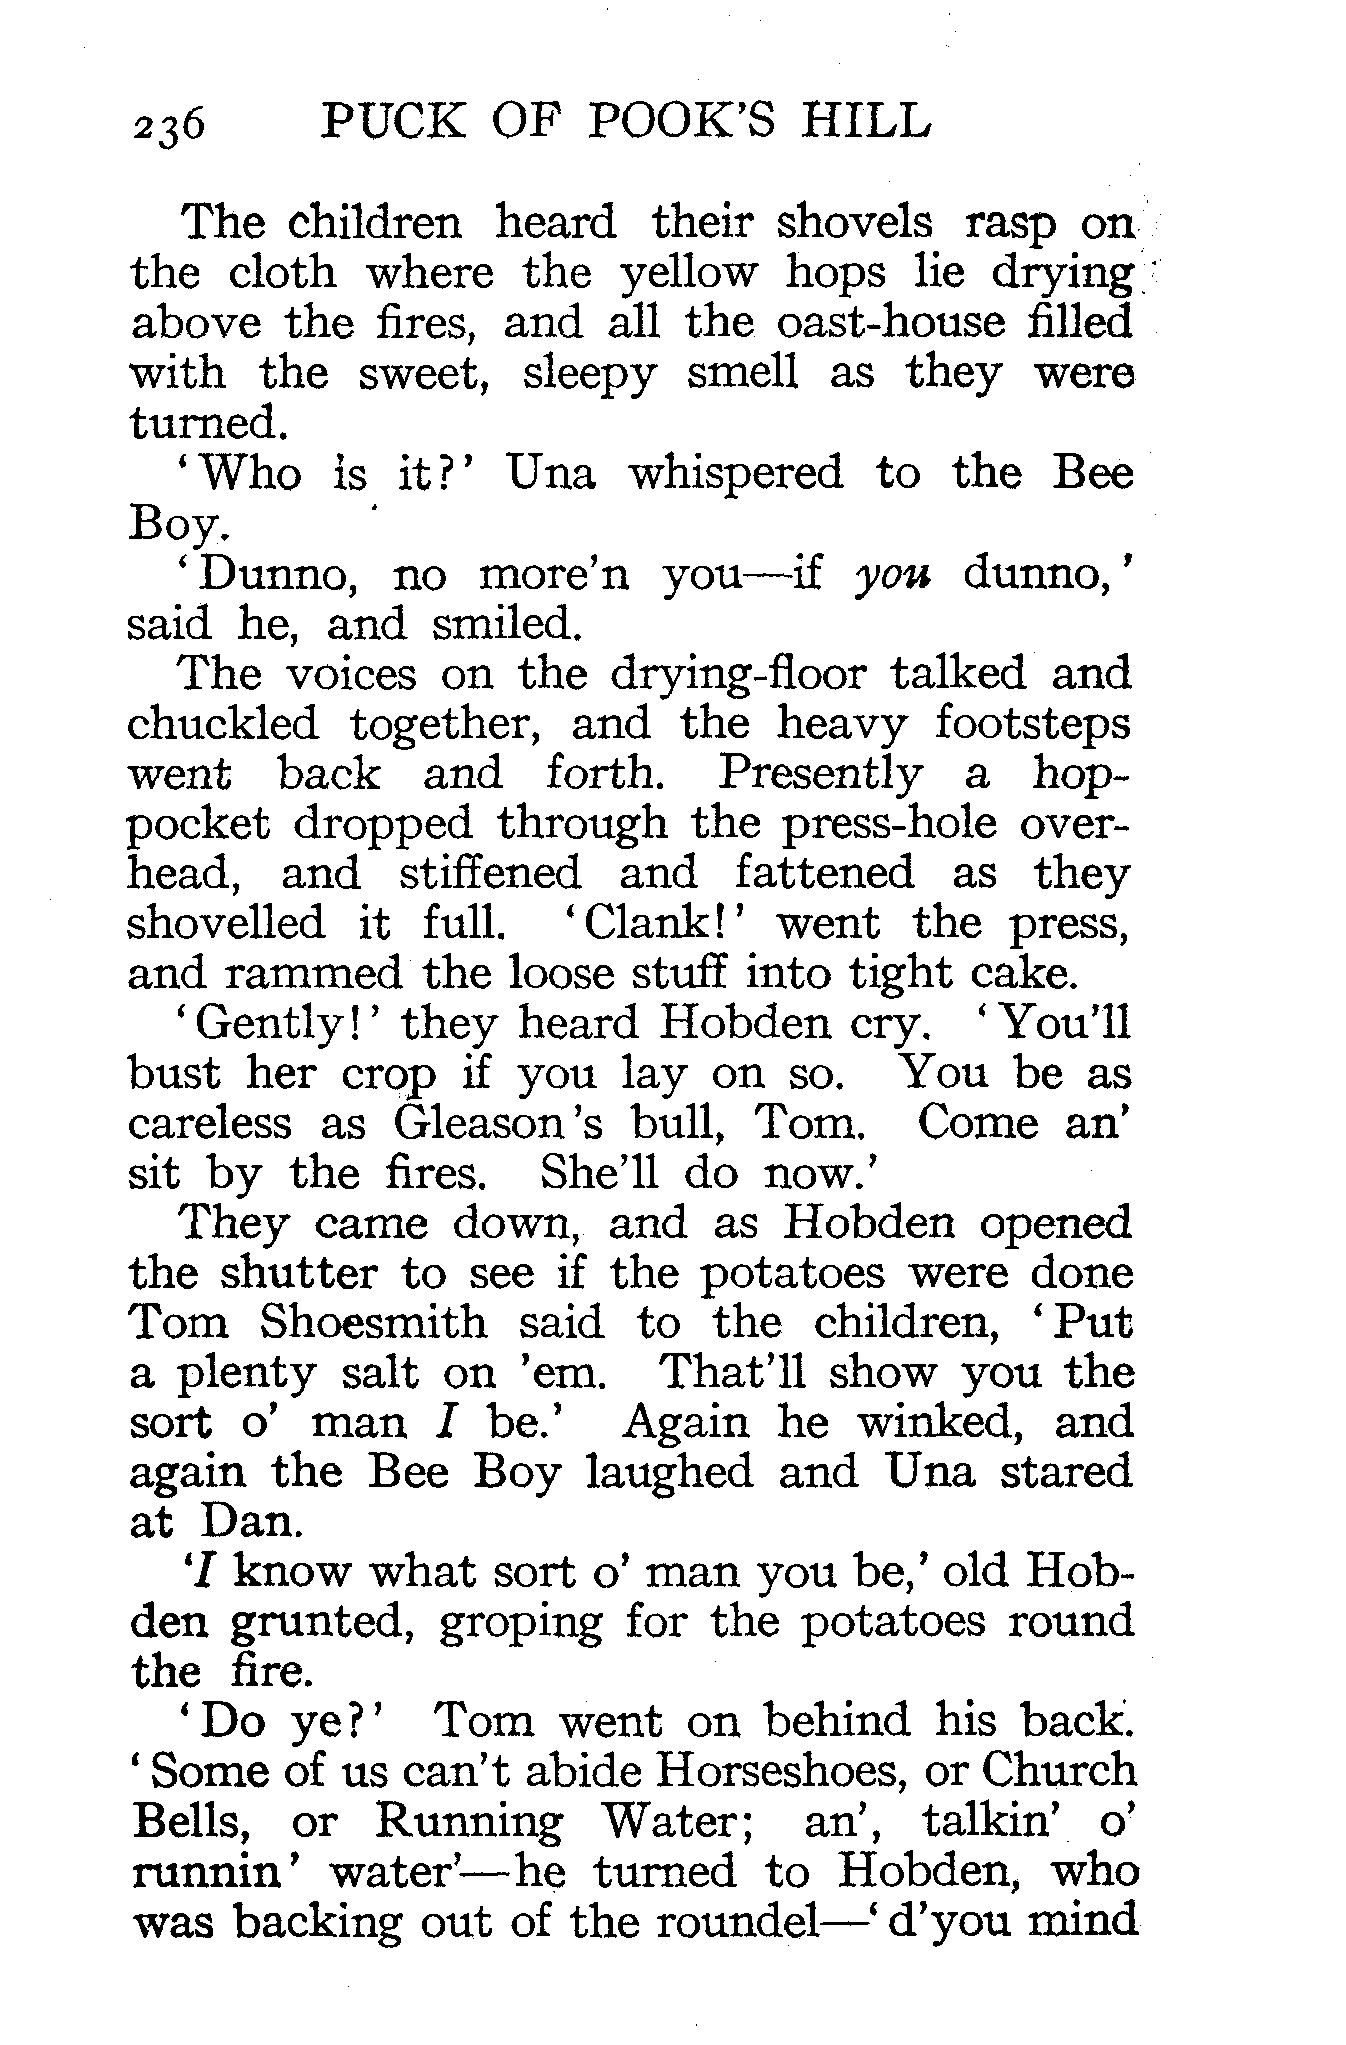 236 PUCK OF POOK'S HILL
The children heard their shovels rasp on
the cloth where the yellow hops lie drying
above the fires, and all the oast-house filled
with the sweet, sleepy smell as they were
turned.
‘Who is it?’ Una whispered to the Bee
Boy.
‘Dunno, no more'n you—if you dunno,’
said he, and smiled.
The voices on the drying-floor talked and
chuckled together, and the heavy footsteps
went back and forth. Presently a hop-
pocket dropped through the press-hole over-
head, and stiffened and fattened as they
shovelled it full. ‘Clank!’ went the press,
and rammed the loose stuff into tight cake.
‘Gently!’ they heard Hobden cry. ‘You'll
bust her crop if you lay on so. You be as
careless as Gleason's bull, Tom. Come an'
sit by the fires. She'll do now.’
They came down, and as Hobden opened
the shutter to see if the potatoes were done
Tom Shoesmith said to the children, ‘Put
a plenty salt on 'em. That'll show you the
sort o' man I be.’ Again he winked, and
again the Bee Boy laughed and Una stared
at Dan.
‘I know what sort o' man you be,’ old Hob-
den grunted, groping for the potatoes round
the fire.
‘Do ye?’ Tom went on behind his back.
‘Some of us can't abide Horseshoes, or Church
Bells, or Running Water; an', talkin' o'
runnin' water’—he turned to Hobden, who
was backing out of the roundel—‘d'you mind